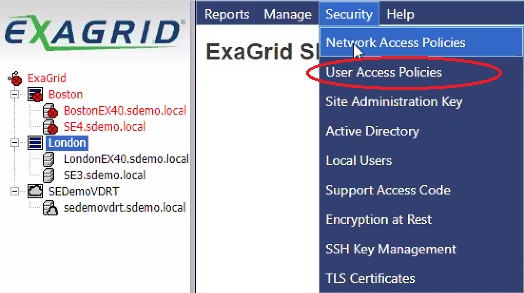 EXAGRID
ExaGrid
Boston
BostonEX40.sdemo.local
SE4.sdemo.local
London
LondonEX40.sdemo.local
SE3.sdemo.local
SEDemoVDRT
sedemovdrt.sdemo.local
Reports Manage Security Help
ExaGrid S
Network Access Policies
User Access Policies
Site Administration Key
Active Directory
Local Users
Support Access Code
Encryption at Rest
SSH Key Management
TLS Certificates